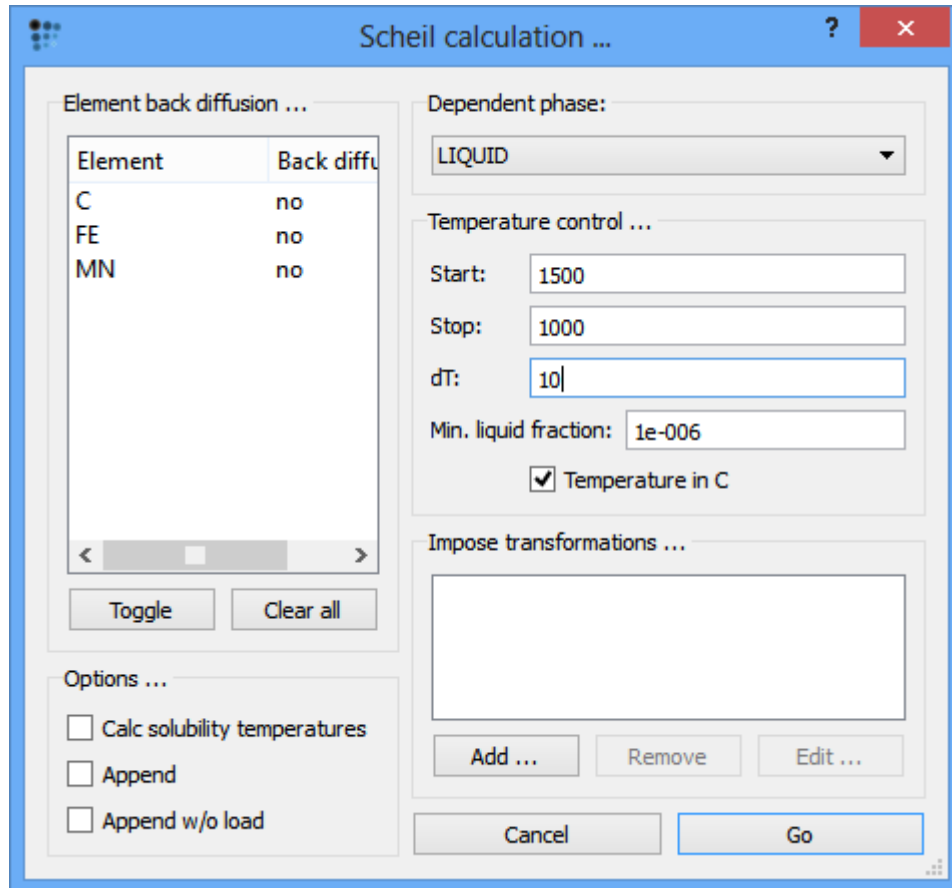 Scheil calculation ...
?
Element back diffusion ...
Element Back diffu
C no
FE no
MN no
Toggle Clear all
Options ...
Calc solubility temperatures
Append
Append w/o load
Dependent phase:
LIQUID
Temperature control ...
Start: 1500
Stop: 1000
dT: 10
Min. liquid fraction: 1e-006
Temperature in C
Impose transformations ...
Add ... Remove Edit ...
Cancel Go